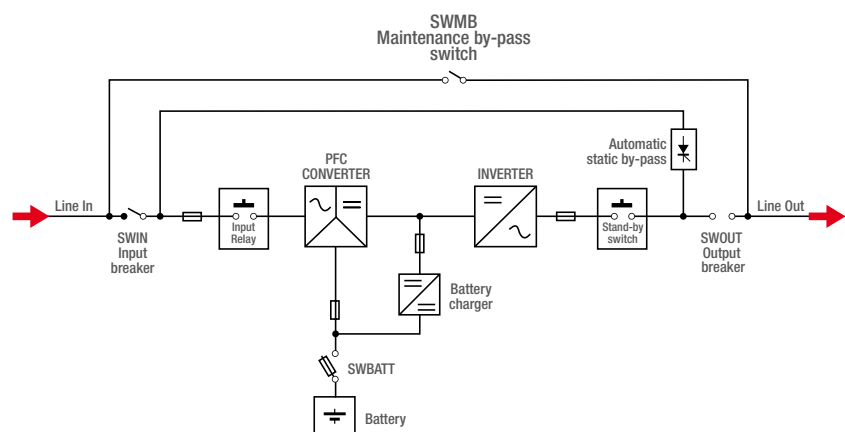 SWMB
Maintenance by-pass
switch
Automatic
static by-pass
PFC
CONVERTER
INVERTER
Line In
Line Out
Input
Relay
Stand-by
switch
SWIN
Input
breaker
SWOUT
Output
breaker
Battery
charger
SWBATT
Battery